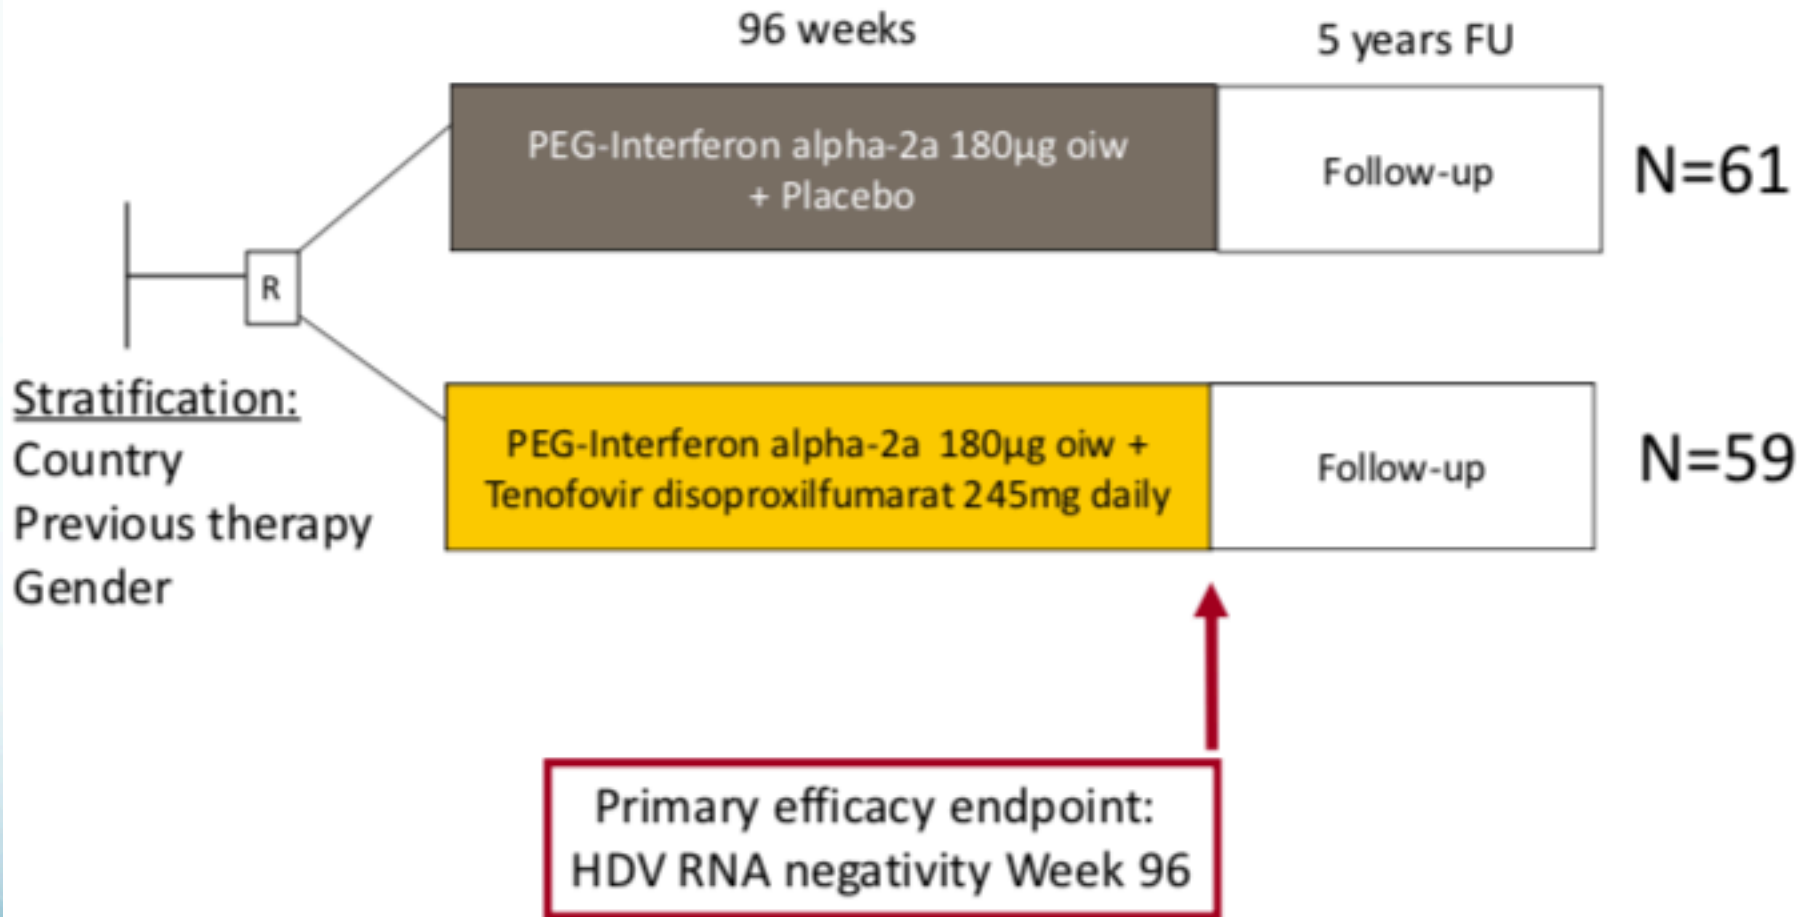 96 weeks
5 years FU
PEG-Interferon alpha-2a 180µg oiw
+ Placebo
Follow-up
N=61
R
Stratification:
Country
Previous therapy
Gender
PEG-Interferon alpha-2a 180µg oiw +
Tenofovir disoproxilfumarat 245mg daily
Follow-up
N=59
Primary efficacy endpoint:
HDV RNA negativity Week 96